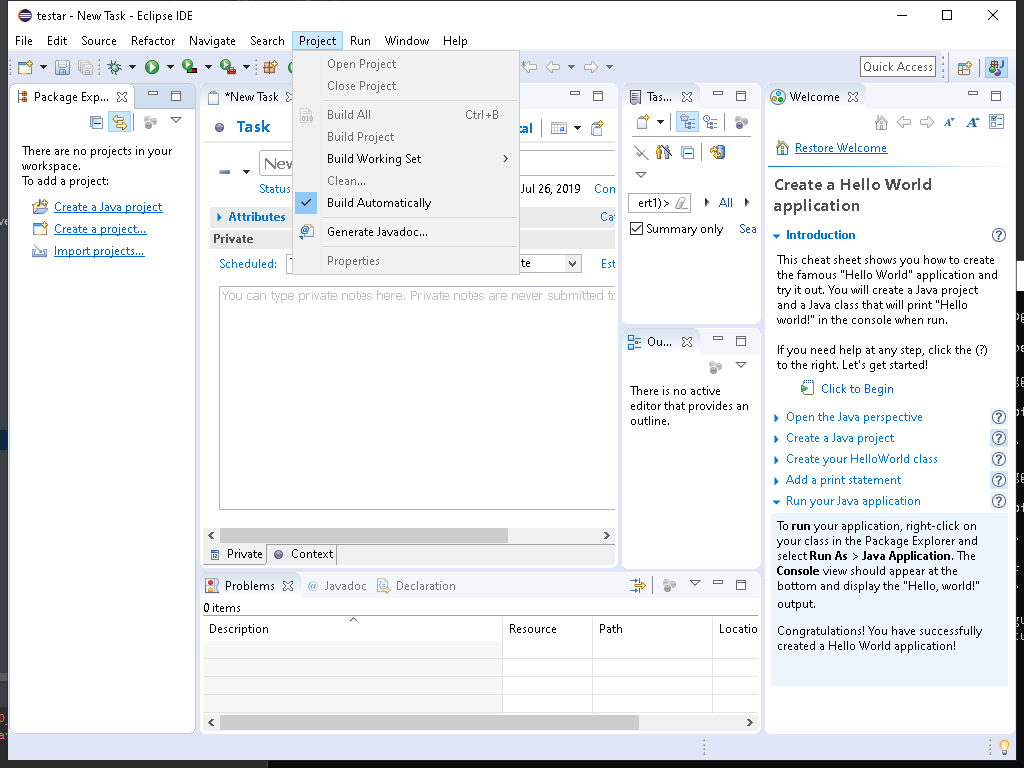 testar - New Task - Eclipse IDE
File Edit Source Refactor Navigate Search Project Run Window Help
Quick Access
Package Exp...
There are no projects in your
workspace.
To add a project:
Create a Java project
Create a project...
Import projects...
*New Task
Task
New
Status
Jul 26, 2019
Attributes
Private
Scheduled:
Est
You can type private notes here. Private notes are never submitted to
Private
Context
Open Project
Close Project
Build All Ctrl+B
Build Project
Build Working Set
Clean...
Build Automatically
Generate Javadoc...
Properties
Tas...
ert1)>
All
Summary only
Sea
Ou...
There is no active
editor that provides an
outline.
Problems
@ Javadoc
Declaration
0 items
Description
Resource
Path
Locatio
Welcome
Restore Welcome
Create a Hello World
application
Introduction
This cheat sheet shows you how to create
the famous "Hello World" application and
try it out. You will create a Java project
and a Java class that will print "Hello
world!" in the console when run.
If you need help at any step, click the (?)
to the right. Let's get started!
Click to Begin
Open the Java perspective
Create a Java project
Create your HelloWorld class
Add a print statement
Run your Java application
To run your application, right-click on
your class in the Package Explorer and
select Run As > Java Application. The
Console view should appear at the
bottom and display the "Hello, world!"
output.
Congratulations! You have successfully
created a Hello World application!